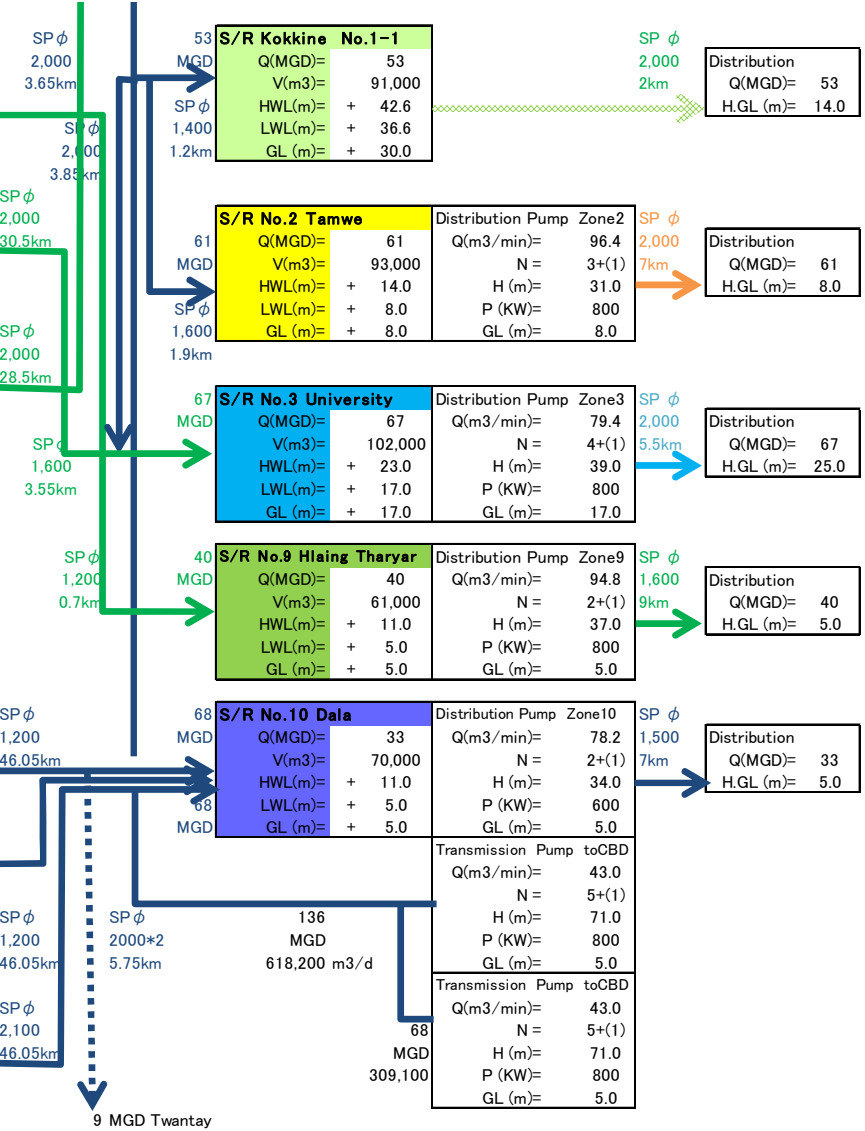 SPφ
2,000
3.65km
53
MGD
S/R Kokkine No.1-1
Q(MGD)= 53
V(m3)= 91,000
HWL(m)= + 42.6
LWL(m)= + 36.6
GL (m)= + 30.0
SPφ
1,400
1.2km
SPφ
2,000
3.85km
SP φ
2,000
2km
Distribution
Q(MGD)= 53
H.GL (m)= 14.0
SPφ
2,000
30.5km
61
MGD
SPφ
1,600
1.9km
S/R No.2 Tamwe
Q(MGD)= 61
V(m3)= 93,000
HWL(m)= + 14.0
LWL(m)= + 8.0
GL (m)= + 8.0
Distribution Pump Zone2
Q(m3/min)= 96.4
N = 3+(1)
H (m)= 31.0
P (KW)= 800
GL (m)= 8.0
SP φ
2,000
7km
Distribution
Q(MGD)= 61
H.GL (m)= 8.0
SPφ
2,000
28.5km
67
MGD
SPφ
1,600
3.55km
S/R No.3 University
Q(MGD)= 67
V(m3)= 102,000
HWL(m)= + 23.0
LWL(m)= + 17.0
GL (m)= + 17.0
Distribution Pump Zone3
Q(m3/min)= 79.4
N = 4+(1)
H (m)= 39.0
P (KW)= 800
GL (m)= 17.0
SP φ
2,000
5.5km
Distribution
Q(MGD)= 67
H.GL (m)= 25.0
SPφ
1,200
0.7km
40
MGD
S/R No.9 Hlaing Tharyar
Q(MGD)= 40
V(m3)= 61,000
HWL(m)= + 11.0
LWL(m)= + 5.0
GL (m)= + 5.0
Distribution Pump Zone9
Q(m3/min)= 94.8
N = 2+(1)
H (m)= 37.0
P (KW)= 800
GL (m)= 5.0
SP φ
1,600
9km
Distribution
Q(MGD)= 40
H.GL (m)= 5.0
SPφ
1,200
46.05km
68
MGD
68
MGD
S/R No.10 Dala
Q(MGD)= 33
V(m3)= 70,000
HWL(m)= + 11.0
LWL(m)= + 5.0
GL (m)= + 5.0
Distribution Pump Zone10
Q(m3/min)= 78.2
N = 2+(1)
H (m)= 34.0
P (KW)= 600
GL (m)= 5.0
SP φ
1,500
7km
Distribution
Q(MGD)= 33
H.GL (m)= 5.0
Transmission Pump toCBD
Q(m3/min)= 43.0
N = 5+(1)
H (m)= 71.0
P (KW)= 800
GL (m)= 5.0
SPφ
1,200
46.05km
SPφ
2000*2
5.75km
136
MGD
618,200 m3/d
Transmission Pump toCBD
Q(m3/min)= 43.0
N = 5+(1)
H (m)= 71.0
P (KW)= 800
GL (m)= 5.0
SPφ
2,100
46.05km
68
MGD
309,100
9 MGD Twantay